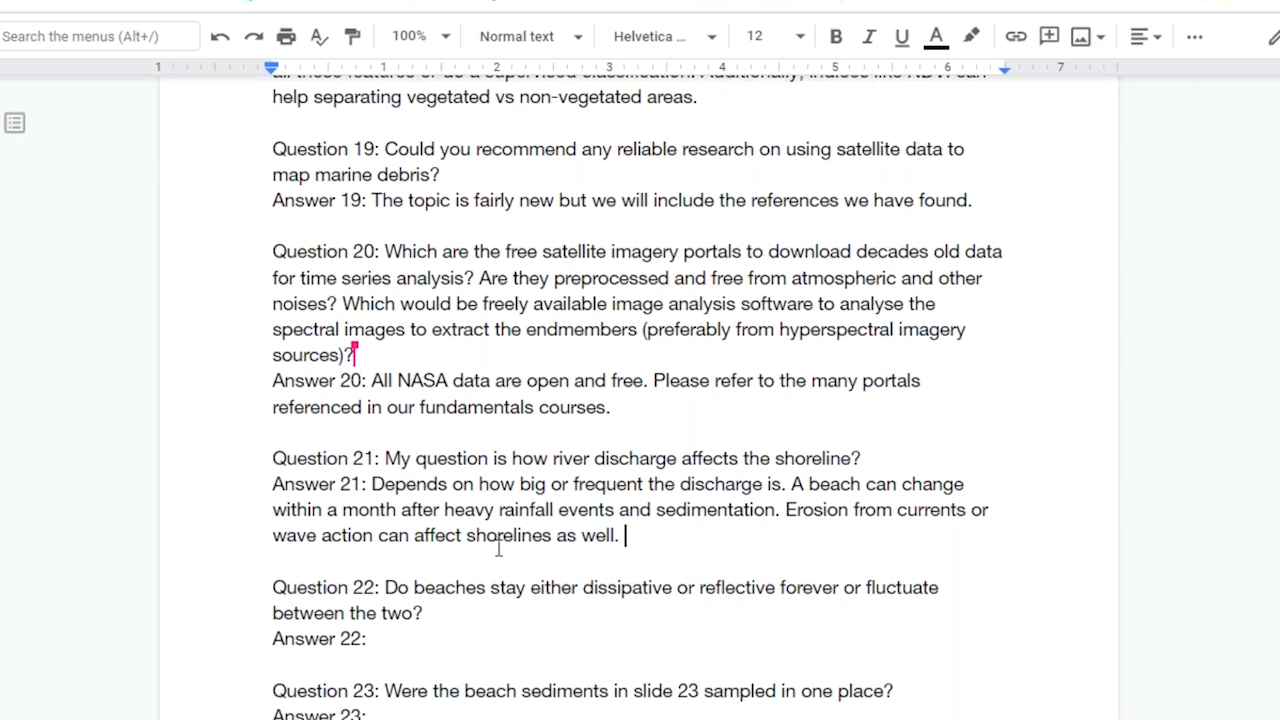 Search the menus (Alt+/)
100%
Normal text
Helvetica ...
12
B I U A
1 1 2 3 4 5 6 7
help separating vegetated vs non-vegetated areas.
Question 19: Could you recommend any reliable research on using satellite data to
map marine debris?
Answer 19: The topic is fairly new but we will include the references we have found.
Question 20: Which are the free satellite imagery portals to download decades old data
for time series analysis? Are they preprocessed and free from atmospheric and other
noises? Which would be freely available image analysis software to analyse the
spectral images to extract the endmembers (preferably from hyperspectral imagery
sources)?
Answer 20: All NASA data are open and free. Please refer to the many portals
referenced in our fundamentals courses.
Question 21: My question is how river discharge affects the shoreline?
Answer 21: Depends on how big or frequent the discharge is. A beach can change
within a month after heavy rainfall events and sedimentation. Erosion from currents or
wave action can affect shorelines as well.
Question 22: Do beaches stay either dissipative or reflective forever or fluctuate
between the two?
Answer 22:
Question 23: Were the beach sediments in slide 23 sampled in one place?
Answer 23: